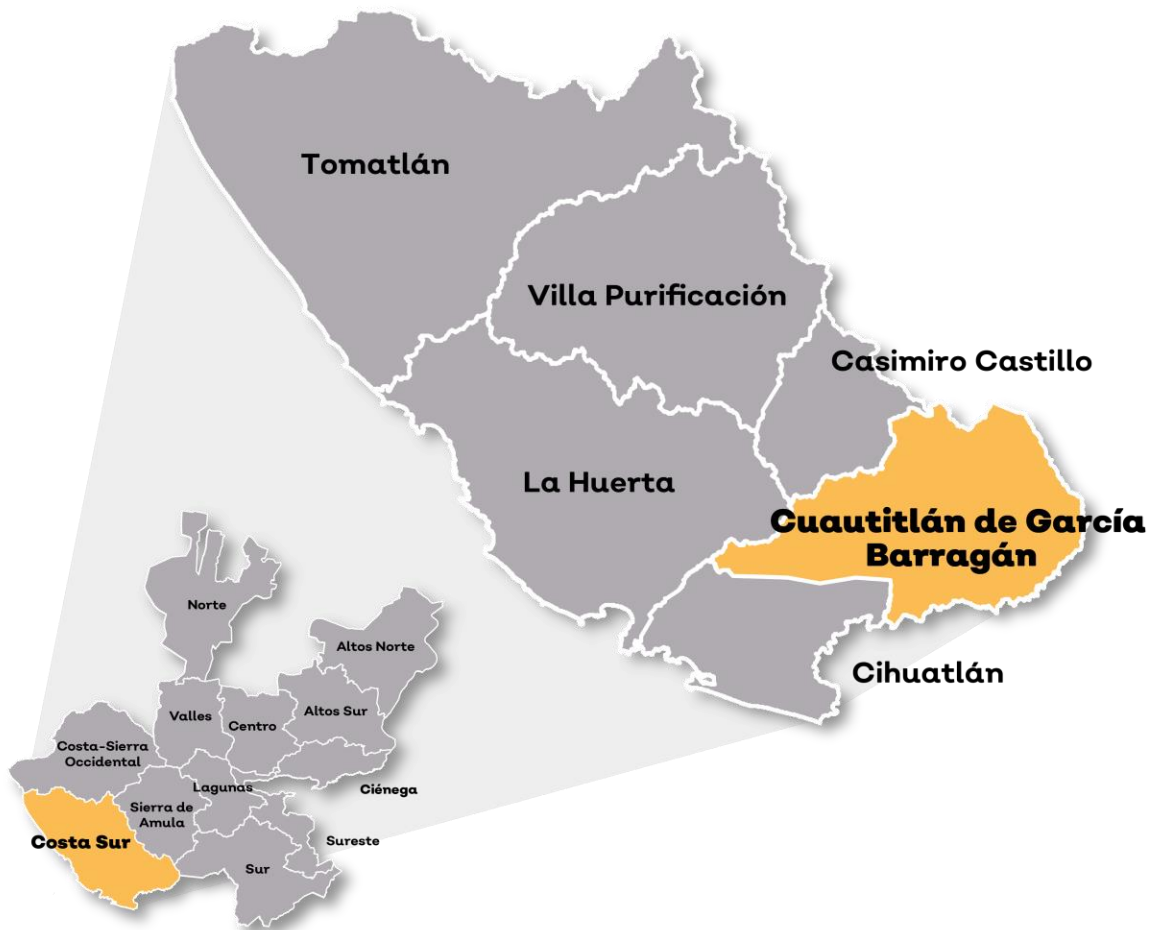 Tomatlán
Villa Purificación
Casimiro Castillo
La Huerta
Cuautitlán de García
Barragán
Cihuatlán
Norte
Altos Norte
Valles
Centro
Altos Sur
Costa-Sierra
Occidental
Lagunas
Ciénega
Sierra de
Amula
Costa Sur
Sureste
Sur